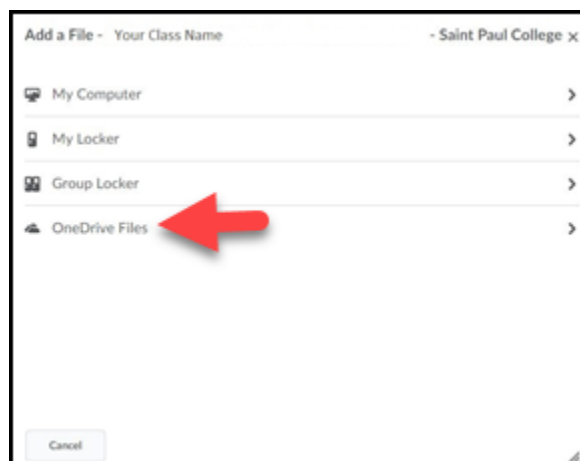 Add a File - Your Class Name - Saint Paul College ×
My Computer
My Locker
Group Locker
OneDrive Files
Cancel